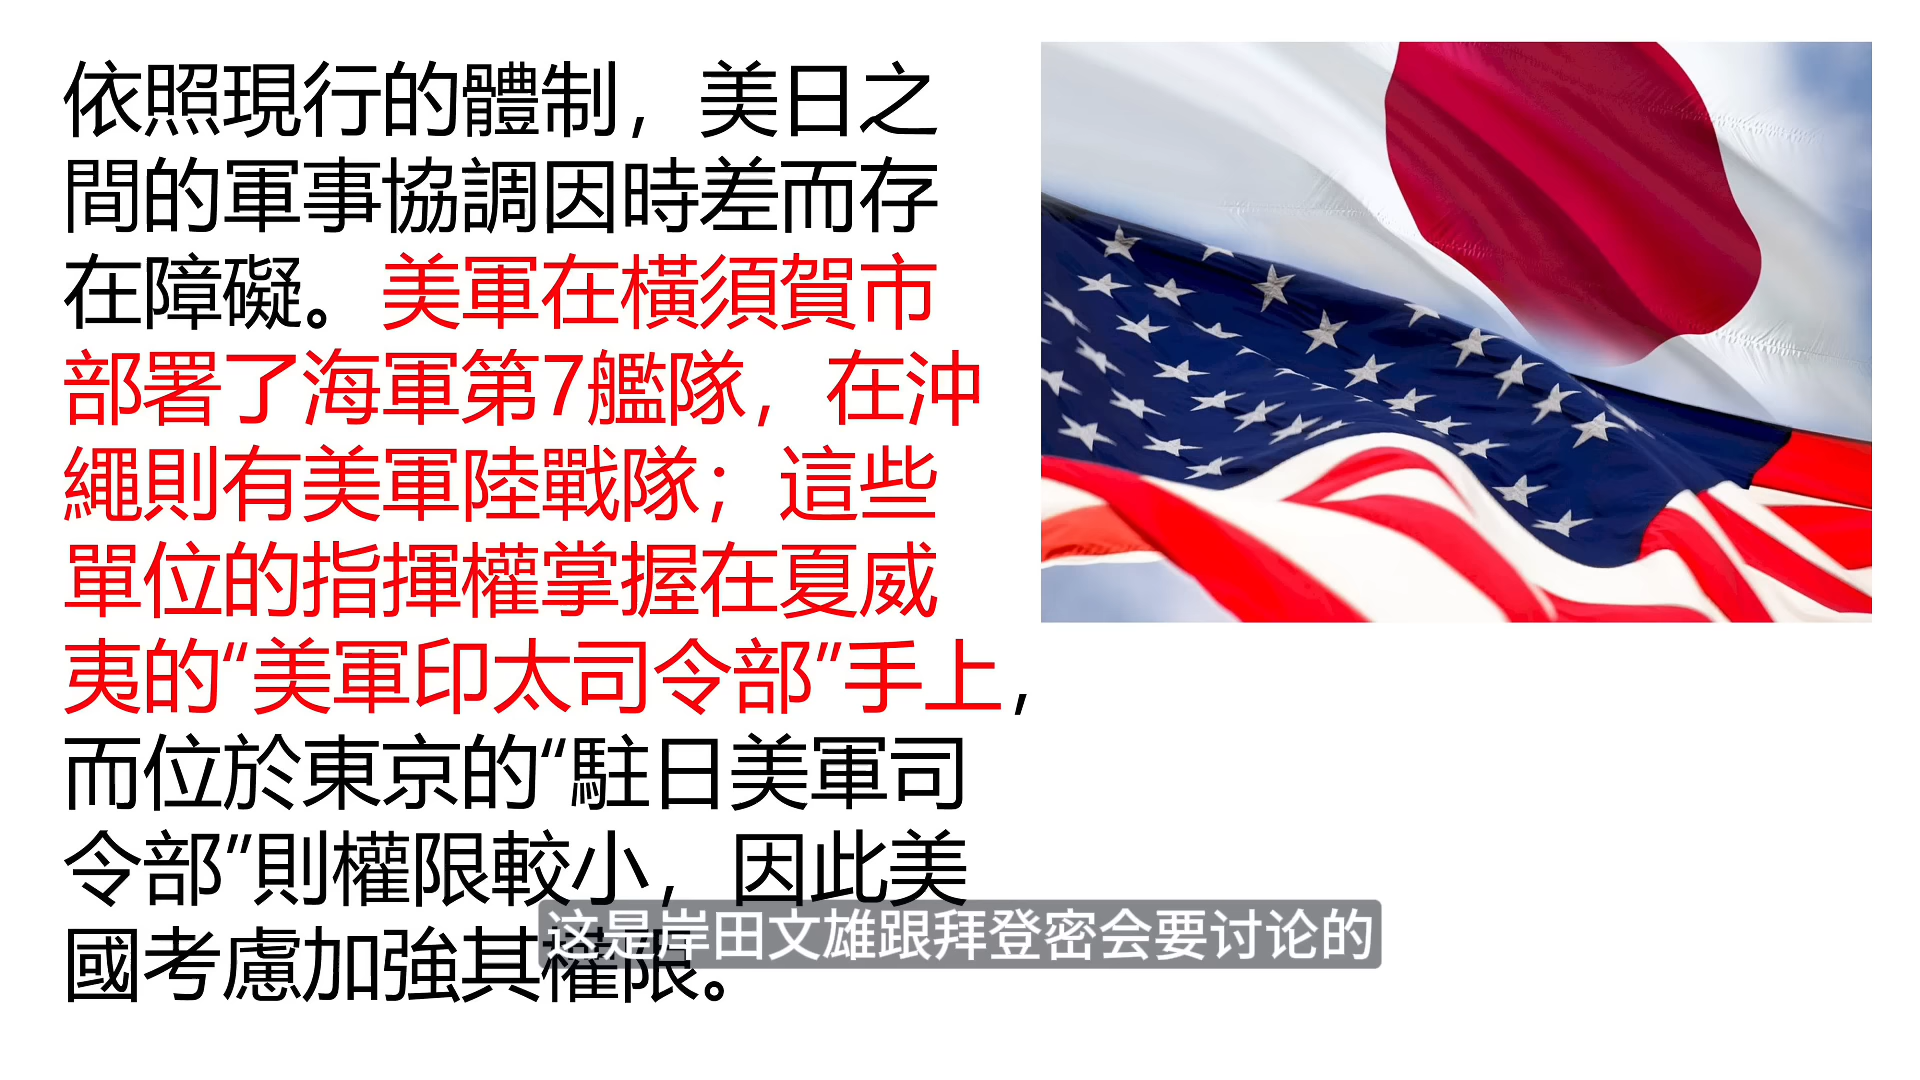 依照現行的體制，美日之
間的軍事協調因時差而存
在障礙。美軍在橫須賀市
部署了海軍第7艦隊，在沖
繩則有美軍陸戰隊；這些
單位的指揮權掌握在夏威
夷的“美軍印太司令部”手上，
而位於東京的“駐日美軍司
令部”則權限較小，因此美
國考慮加強其權限。
这是岸田文雄跟拜登密会要讨论的